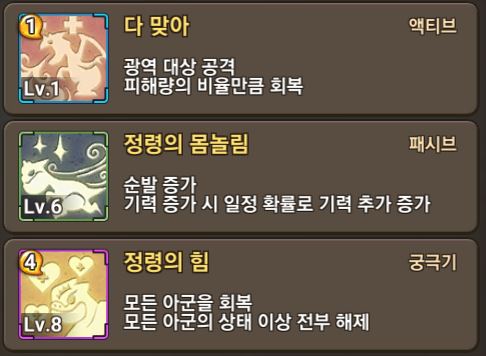 1
다 맞아
액티브
광역 대상 공격
피해량의 비율만큼 회복
Lv.1
정령의 몸놀림
패시브
순발 증가
기력 증가 시 일정 확률로 기력 추가 증가
Lv.6
4
정령의 힘
궁극기
모든 아군을 회복
모든 아군의 상태 이상 전부 해제
Lv.8